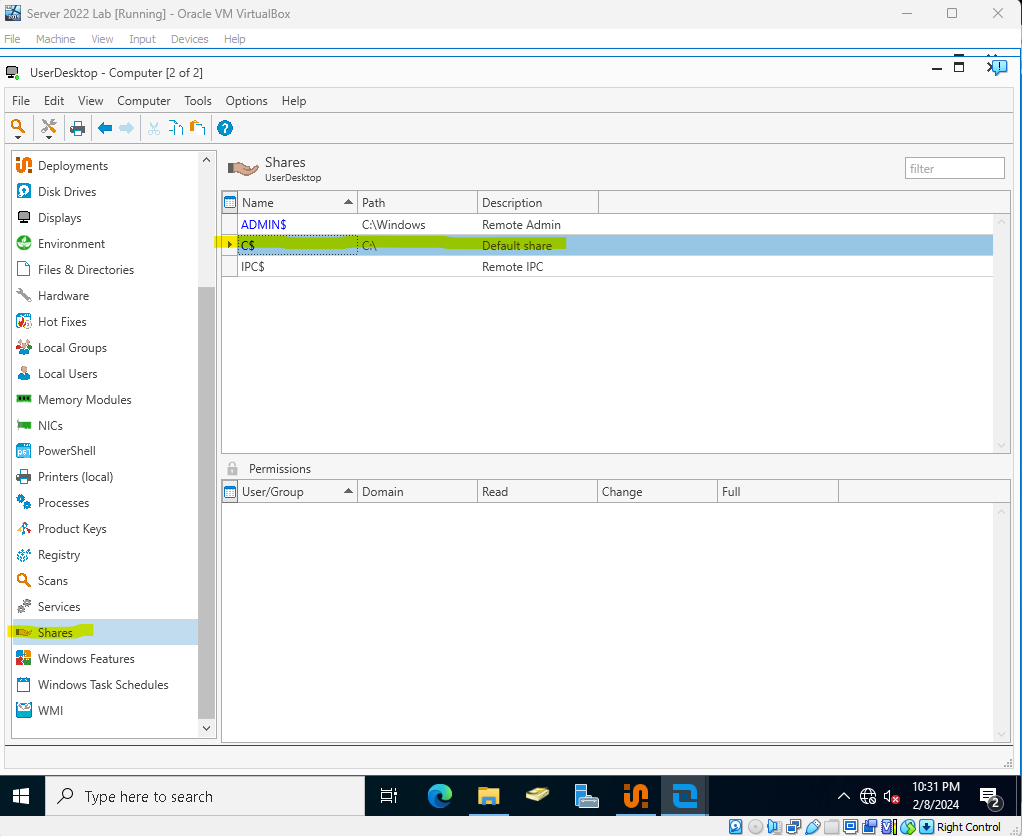 Server 2022 Lab [Running] - Oracle VM VirtualBox
File Machine View Input Devices Help
UserDesktop - Computer [2 of 2]
File Edit View Computer Tools Options Help
Deployments
Disk Drives
Displays
Environment
Files & Directories
Hardware
Hot Fixes
Local Groups
Local Users
Memory Modules
NICs
PowerShell
Printers (local)
Processes
Product Keys
Registry
Scans
Services
Shares
Windows Features
Windows Task Schedules
WMI
Shares
UserDesktop
filter
Name Path Description
ADMIN$ C:\Windows Remote Admin
C$ C:\ Default share
IPC$ Remote IPC
Permissions
User/Group Domain Read Change Full
Type here to search
10:31 PM
2/8/2024
2
Right Control